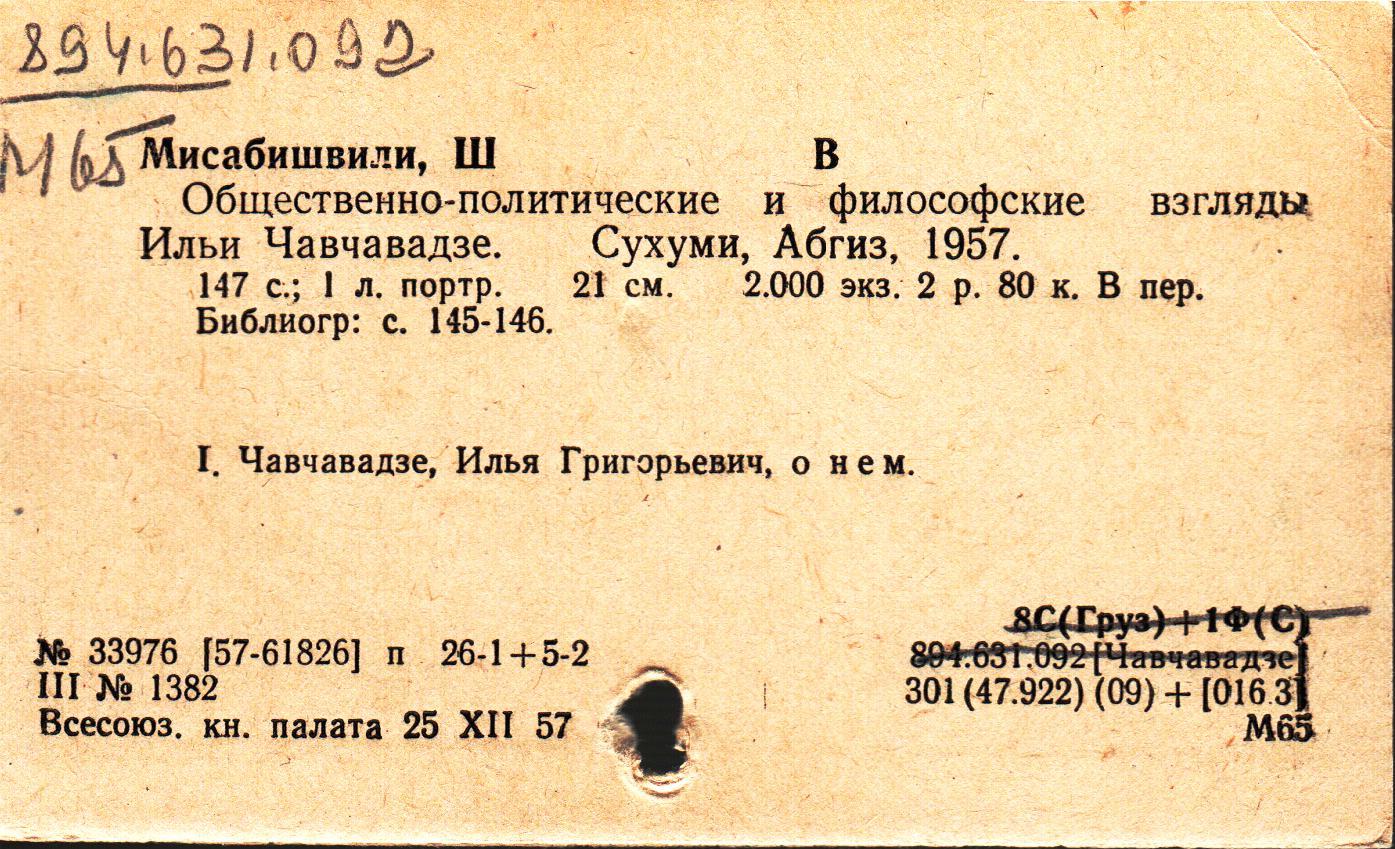 894.631.092
М65
Мисабишвили, Ш В
Общественно-политические и философские взгляды
Ильи Чавчавадзе. Сухуми, Абгиз, 1957.
147 с.; 1 л. портр. 21 см. 2.000 экз. 2 р. 80 к. В пер.
Библиогр: с. 145-146.
I. Чавчавадзе, Илья Григорьевич, о нем.
8С(Груз)+1Ф(С)
№ 33976 [57-61826] п 26-1+5-2
894.631.092[Чавчавадзе]
III № 1382
301(47.922)(09)+[016.3]
Всесоюз. кн. палата 25 XII 57
М65